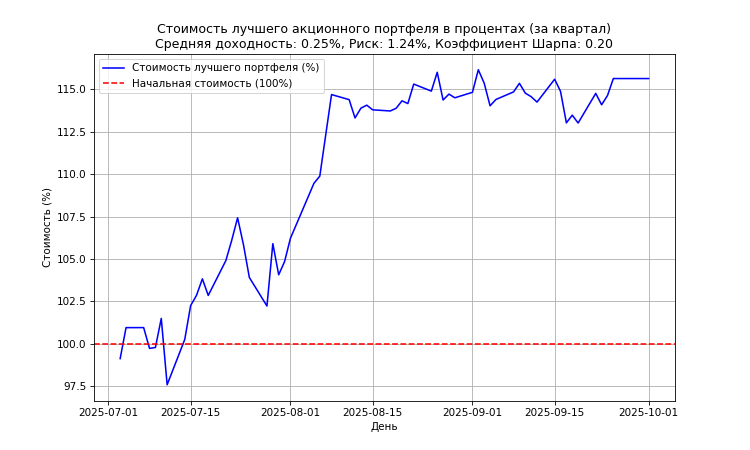 Стоимость лучшего акционного портфеля в процентах (за квартал)
Средняя доходность: 0.25%, Риск: 1.24%, Коэффициент Шарпа: 0.20
Стоимость лучшего портфеля (%)
Начальная стоимость (100%)
Стоимость (%)
115.0
112.5
110.0
107.5
105.0
102.5
100.0
97.5
2025-07-01
2025-07-15
2025-08-01
2025-08-15
2025-09-01
2025-09-15
2025-10-01
День